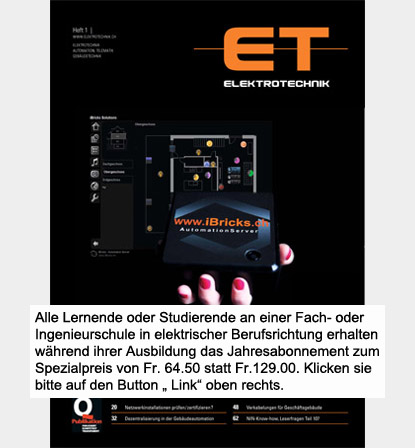 Heft 1 |
WWW.ELEKTROTECHNIK.CH
ELEKTROTECHNIK
AUTOMATION, TELEMATIK
GEBÄUDETECHNIK
ET
ELEKTROTECHNIK
iBricks Solutions
Obergeschoss
www.iBricks.ch
AutomationServer
Alle Lernende oder Studierende an einer Fach- oder
Ingenieurschule in elektrischer Berufsrichtung erhalten
während ihrer Ausbildung das Jahresabonnement zum
Spezialpreis von Fr. 64.50 statt Fr.129.00. Klicken sie
bitte auf den Button „ Link“ oben rechts.
Q
Publikation
20 Netzwerkinstallationen prüfen/zertifizieren?
32 Dezentralisierung in der Gebäudeautomation
48 Verkabelungen für Geschäftsgebäude
62 NIN Know-how, Leserfragen Teil 107